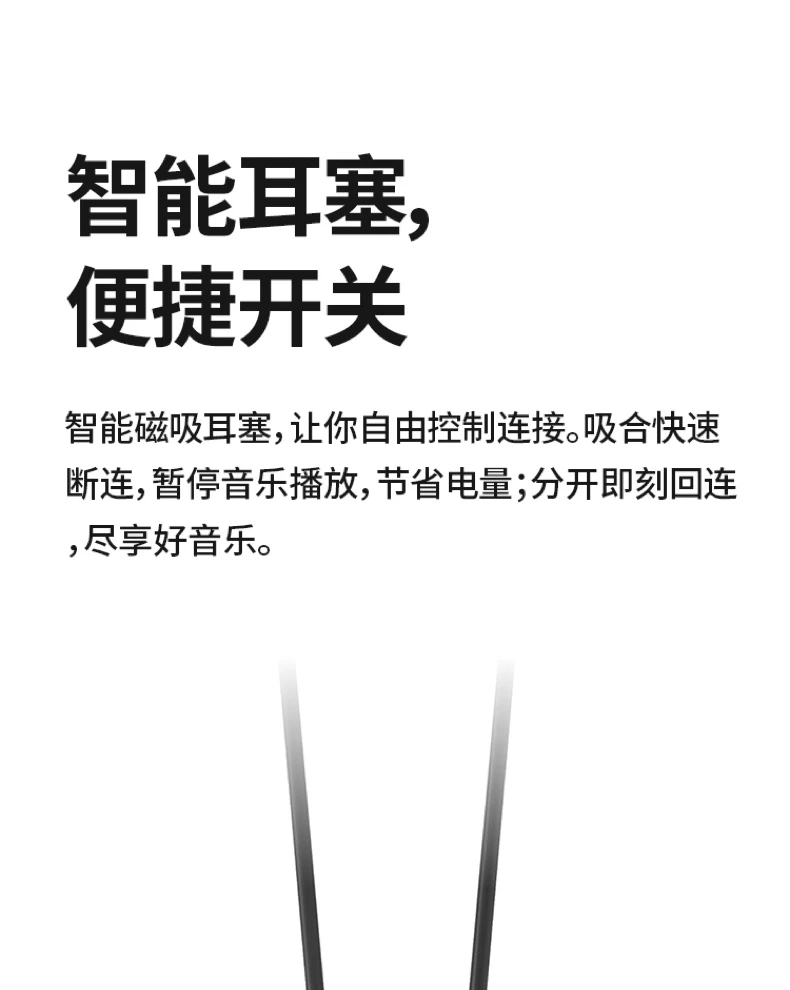 智能耳塞,
便捷开关
智能磁吸耳塞,让你自由控制连接。吸合快速
断连,暂停音乐播放,节省电量;分开即刻回连
,尽享好音乐。